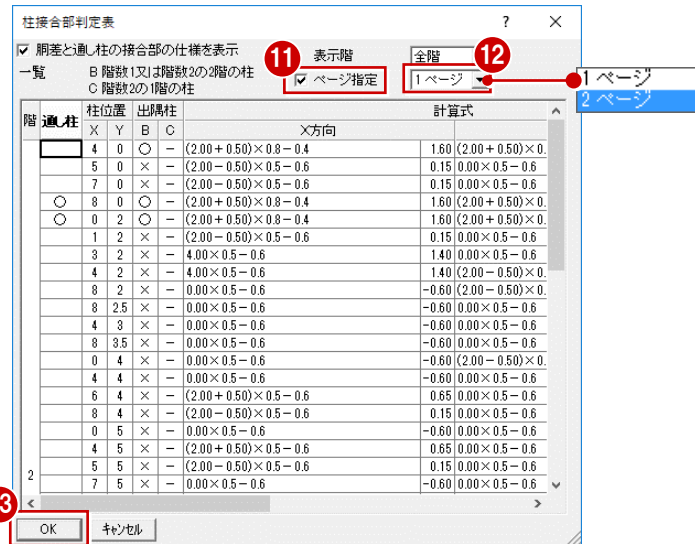 柱接合部判定表 ? ×
胴差と通し柱の接合部の仕様を表示 11 表示階 全階 12
一覧 B 階数1又は階数2の2階の柱 ページ指定 1 ページ 1 ページ
C 階数2の1階の柱 2 ページ
階 通し柱 柱位置 出隅柱 計算式
X Y B C X方向
4 0 ○ − (2.00+0.50)×0.8−0.4 1.60 (2.00+0.50)×0.
5 0 × − (2.00−0.50)×0.5−0.6 0.15 0.00×0.5−0.6
7 0 × − (2.00−0.50)×0.5−0.6 0.15 0.00×0.5−0.6
○ 8 0 ○ − (2.00+0.50)×0.8−0.4 1.60 (2.00+0.50)×0.
○ 0 2 ○ − (2.00+0.50)×0.8−0.4 1.60 (2.00+0.50)×0.
1 2 × − (2.00−0.50)×0.5−0.6 0.15 0.00×0.5−0.6
3 2 × − 4.00×0.5−0.6 1.40 0.00×0.5−0.6
4 2 × − 4.00×0.5−0.6 1.40 (2.00−0.50)×0.
8 2 × − 0.00×0.5−0.6 −0.60 (2.00−0.50)×0.
8 2.5 × − 0.00×0.5−0.6 −0.60 0.00×0.5−0.6
4 3 × − 0.00×0.5−0.6 −0.60 0.00×0.5−0.6
8 3.5 × − 0.00×0.5−0.6 −0.60 0.00×0.5−0.6
0 4 × − 0.00×0.5−0.6 −0.60 (2.00−0.50)×0.
4 4 × − 0.00×0.5−0.6 −0.60 0.00×0.5−0.6
6 4 × − (2.00+0.50)×0.5−0.6 0.65 0.00×0.5−0.6
8 4 × − (2.00−0.50)×0.5−0.6 0.15 0.00×0.5−0.6
0 5 × − 0.00×0.5−0.6 −0.60 0.00×0.5−0.6
4 5 × − (2.00+0.50)×0.5−0.6 0.65 0.00×0.5−0.6
5 5 × − (2.00−0.50)×0.5−0.6 0.15 0.00×0.5−0.6
2 7 5 × − 0.00×0.5−0.6 −0.60 0.00×0.5−0.6
3
OK キャンセル